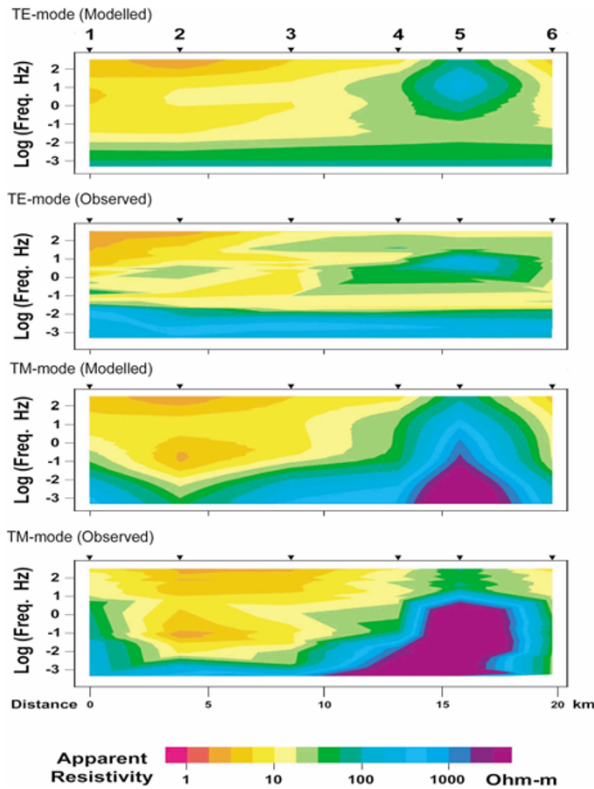 TE-mode (Modelled)
1 2 3 4 5 6
Log (Freq. Hz)
2
1
0
-1
-2
-3
TE-mode (Observed)
Log (Freq. Hz)
2
1
0
-1
-2
-3
TM-mode (Modelled)
Log (Freq. Hz)
2
1
0
-1
-2
-3
TM-mode (Observed)
Log (Freq. Hz)
2
1
0
-1
-2
-3
Distance 0 5 10 15 20 km
Apparent
Resistivity
1 10 100 1000 Ohm-m